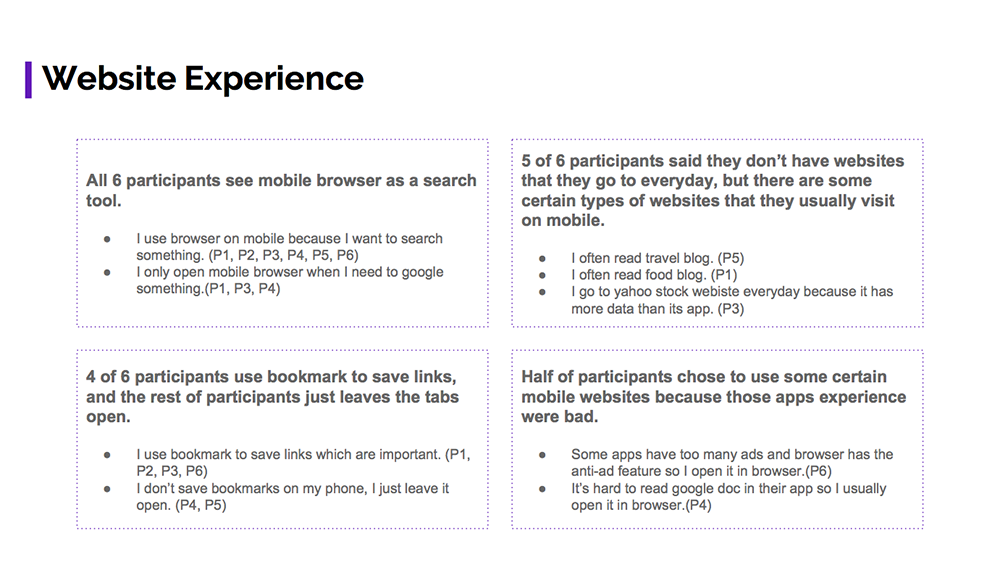 Website Experience
All 6 participants see mobile browser as a search
tool.
● I use browser on mobile because I want to search
something. (P1, P2, P3, P4, P5, P6)
● I only open mobile browser when I need to google
something.(P1, P3, P4)
5 of 6 participants said they don’t have websites
that they go to everyday, but there are some
certain types of websites that they usually visit
on mobile.
● I often read travel blog. (P5)
● I often read food blog. (P1)
● I go to yahoo stock webiste everyday because it has
more data than its app. (P3)
4 of 6 participants use bookmark to save links,
and the rest of participants just leaves the tabs
open.
● I use bookmark to save links which are important. (P1,
P2, P3, P6)
● I don’t save bookmarks on my phone, I just leave it
open. (P4, P5)
Half of participants chose to use some certain
mobile websites because those apps experience
were bad.
● Some apps have too many ads and browser has the
anti-ad feature so I open it in browser.(P6)
● It’s hard to read google doc in their app so I usually
open it in browser.(P4)